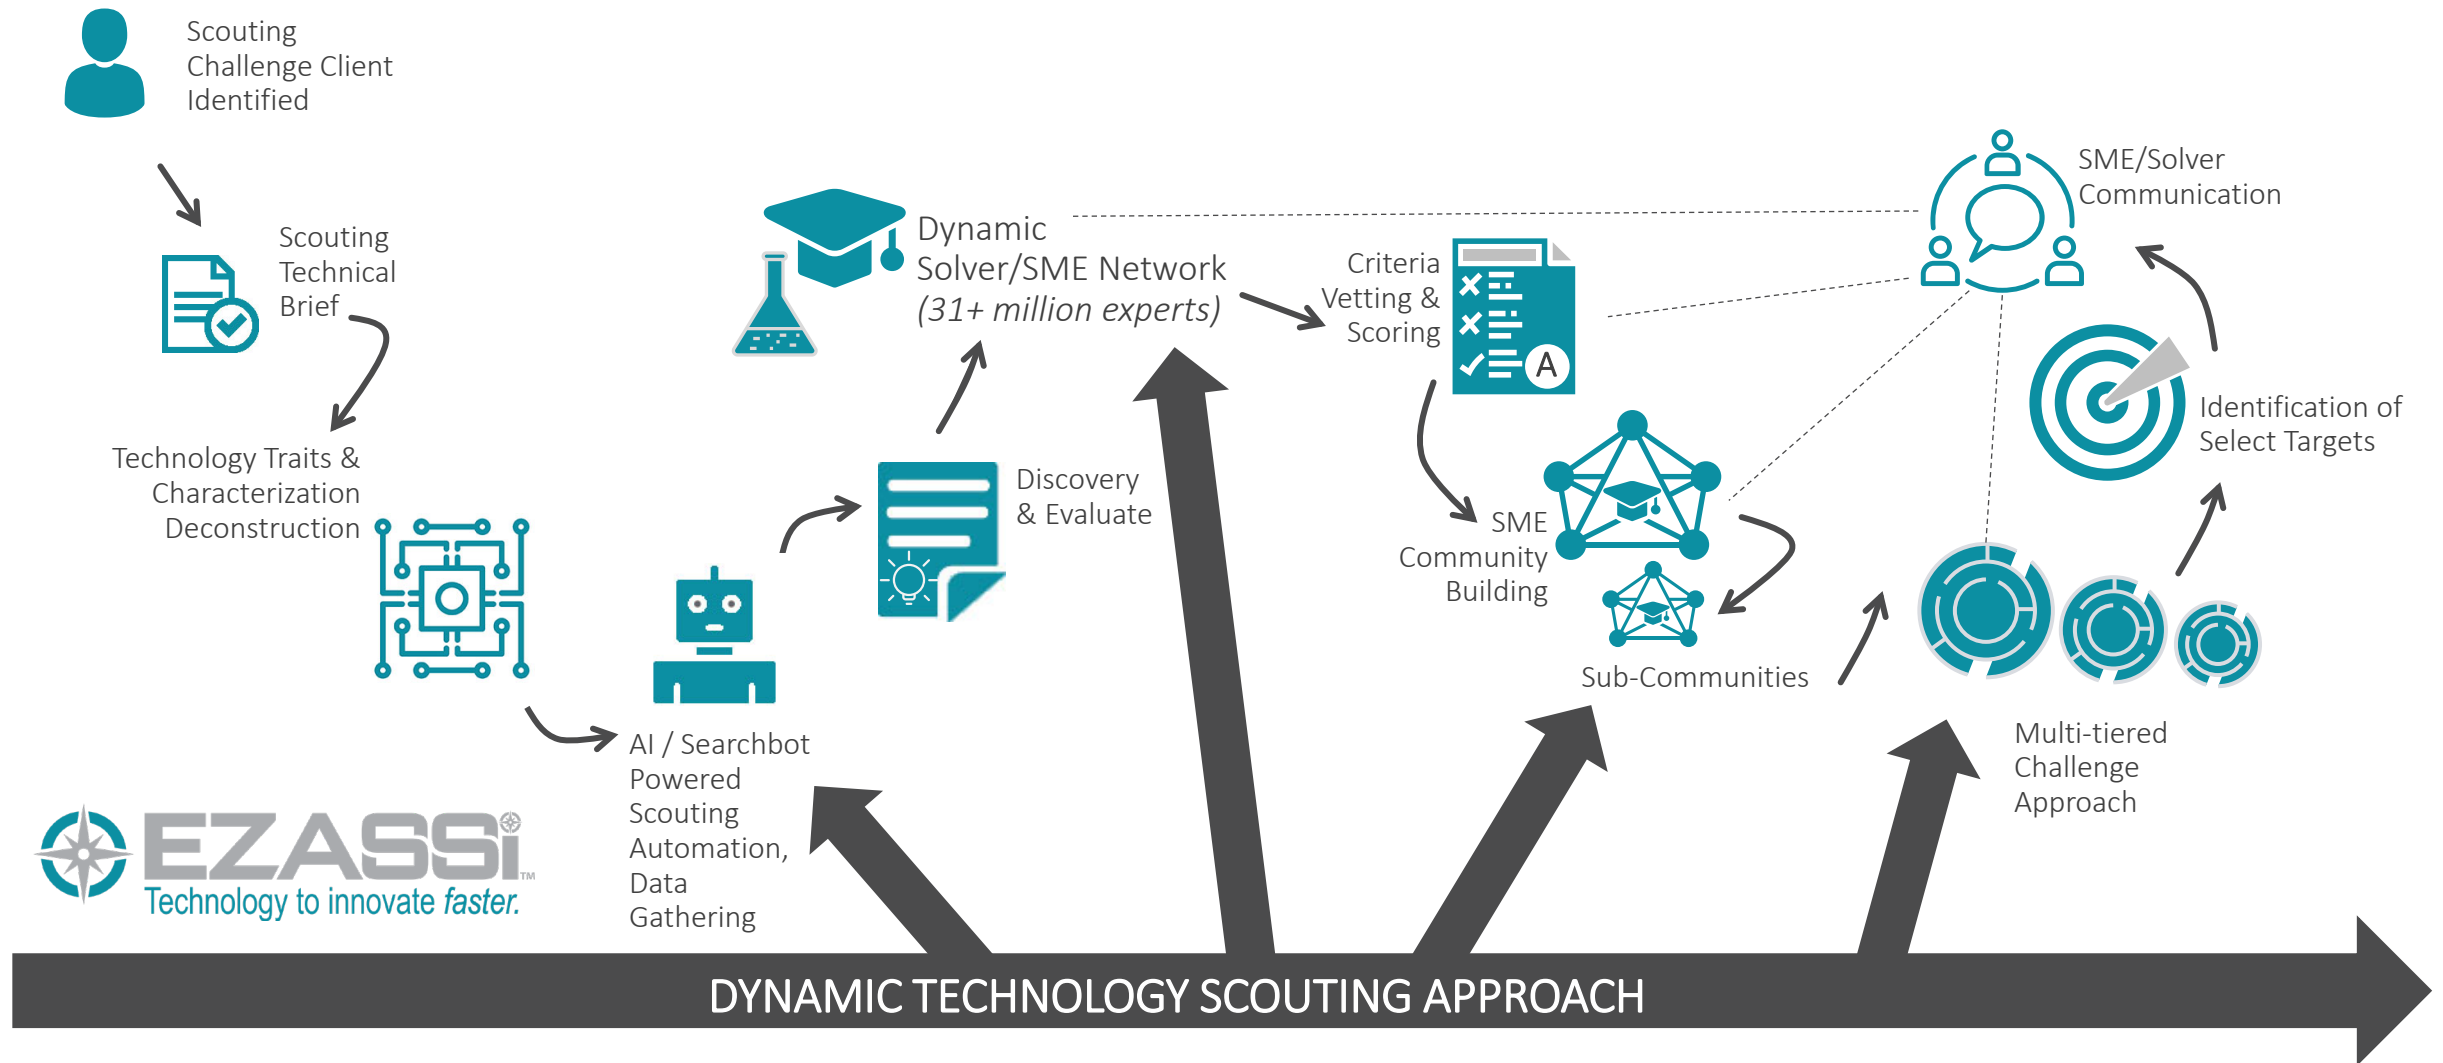 Scouting
Challenge Client
Identified
Scouting
Technical
Brief
Technology Traits &
Characterization
Deconstruction
AI / Searchbot
Powered
Scouting
Automation,
Data
Gathering
Discovery
& Evaluate
Dynamic
Solver/SME Network
(31+ million experts)
Criteria
Vetting &
Scoring
A
SME
Community
Building
Sub-Communities
Multi-tiered
Challenge
Approach
Identification of
Select Targets
SME/Solver
Communication
EZASSi™
Technology to innovate faster.
DYNAMIC TECHNOLOGY SCOUTING APPROACH